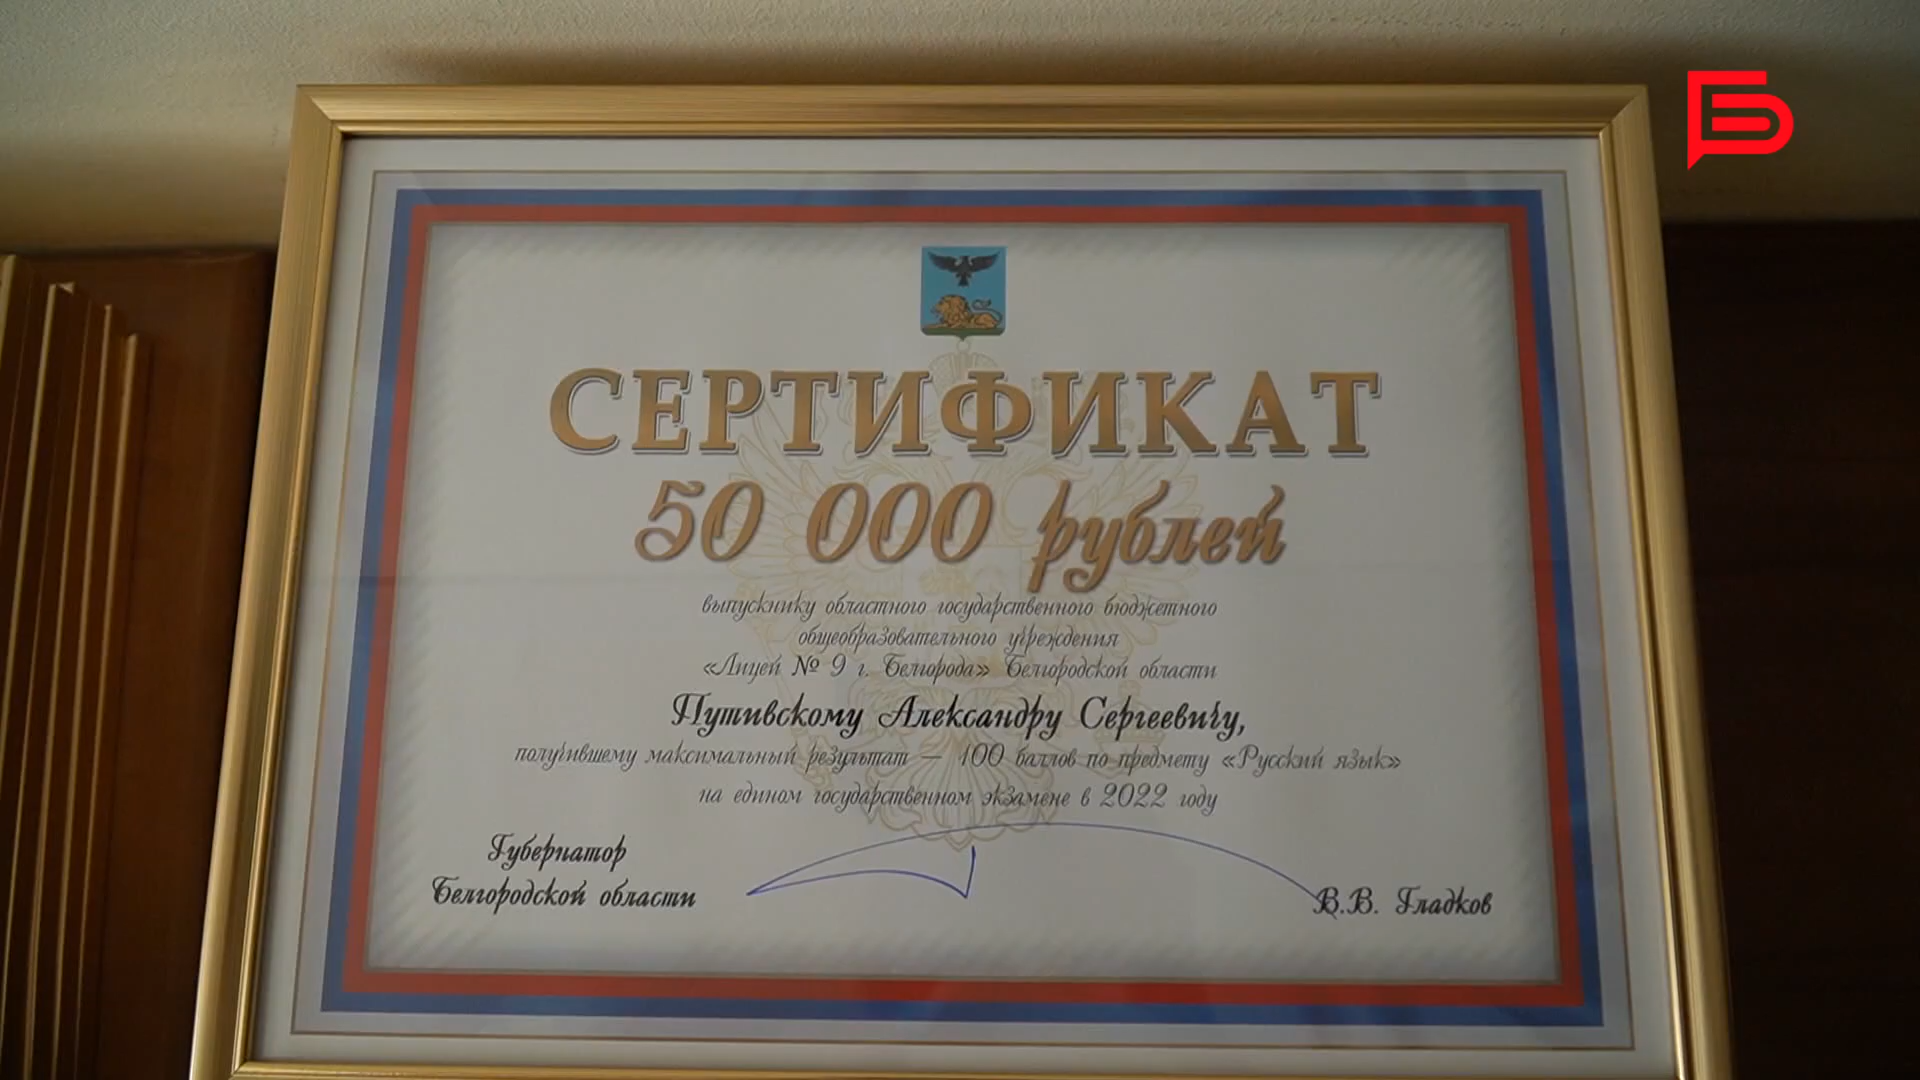 Б
СЕРТИФИКАТ
50 000 рублей
выпускнику областного государственного бюджетного
общеобразовательного учреждения
«Лицей № 9 г. Белгорода» Белгородской области
Путивскому Александру Сергеевичу,
получившему максимальный результат — 100 баллов по предмету «Русский язык»
на едином государственном экзамене в 2022 году
Губернатор
Белгородской области
В.В. Гладков